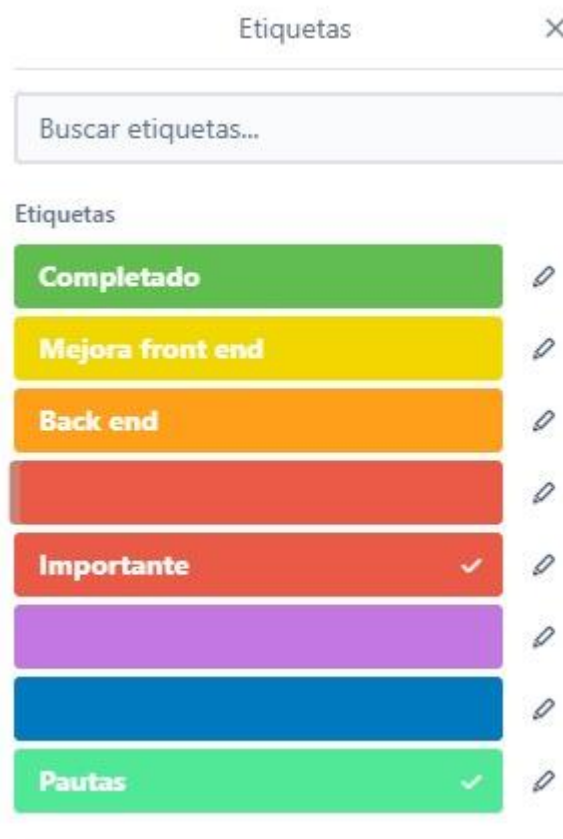 Etiquetas
Buscar etiquetas...
Etiquetas
Completado
Mejora front end
Back end
Importante
Pautas